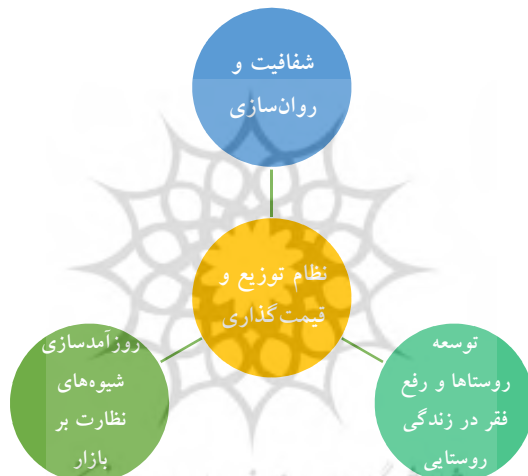 شفافیت و
روان‌سازی
نظام توزیع و
قیمت‌گذاری
روزآمدسازی
شیوه‌های
نظارت بر
بازار
توسعه
روستاها و رفع
فقر در زندگی
روستایی